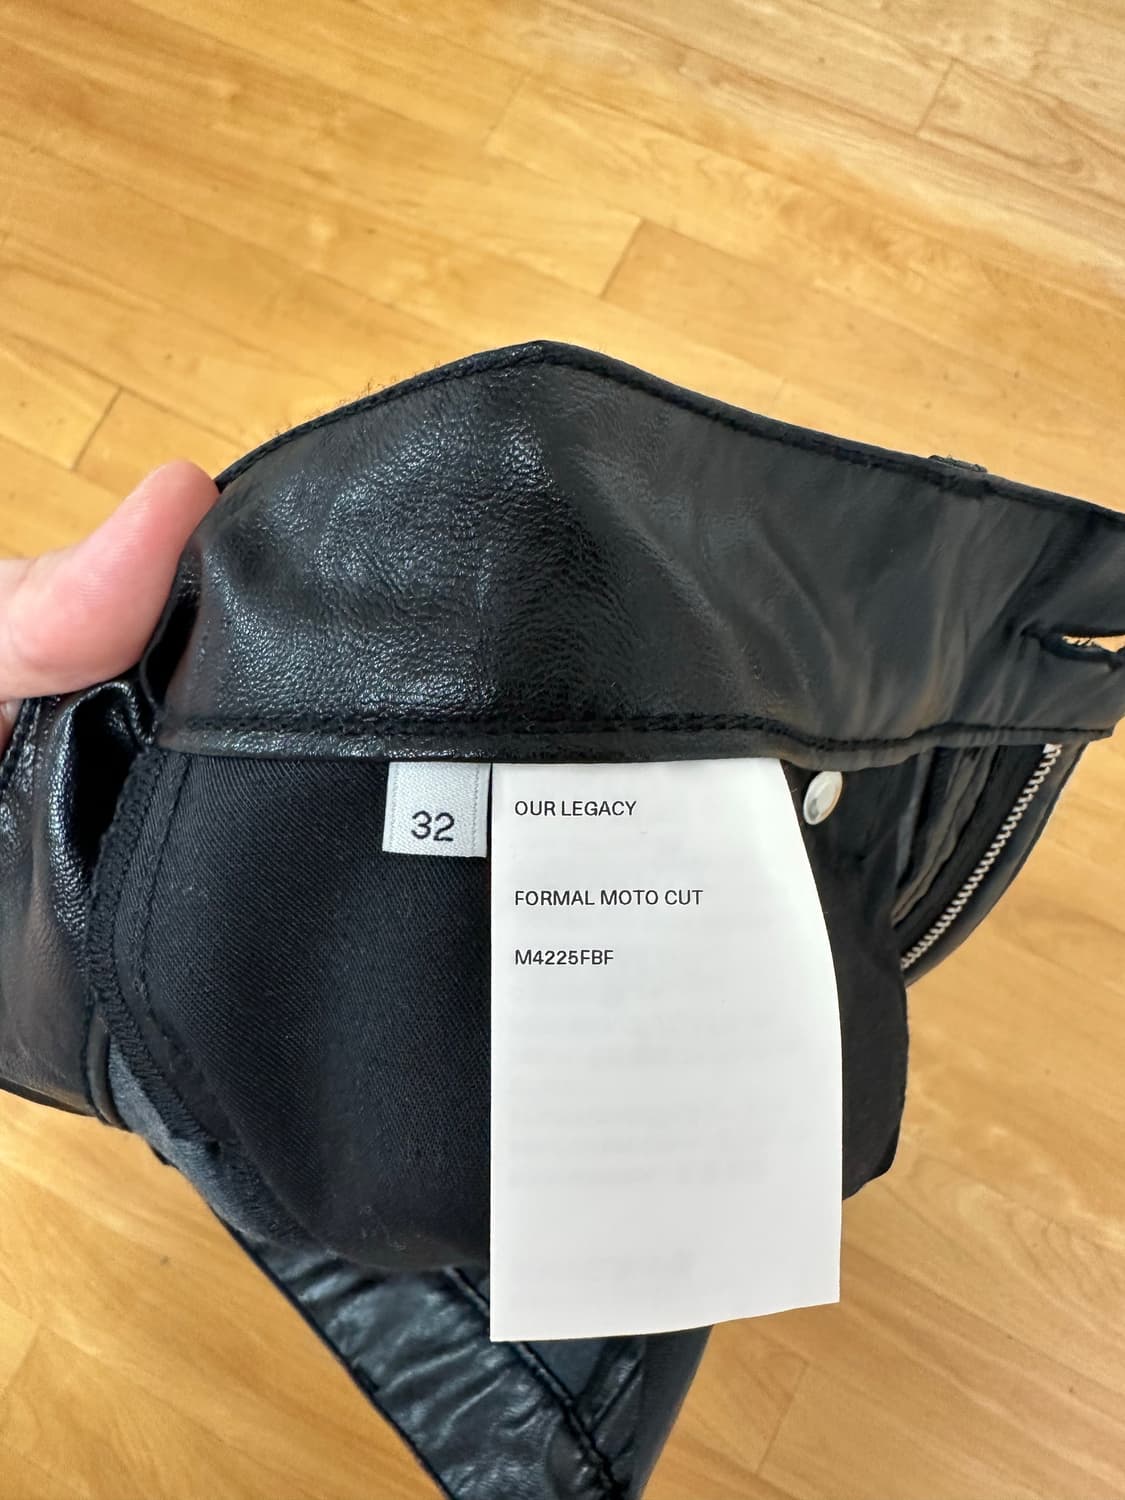 32
OUR LEGACY
FORMAL MOTO CUT
M4225FBF